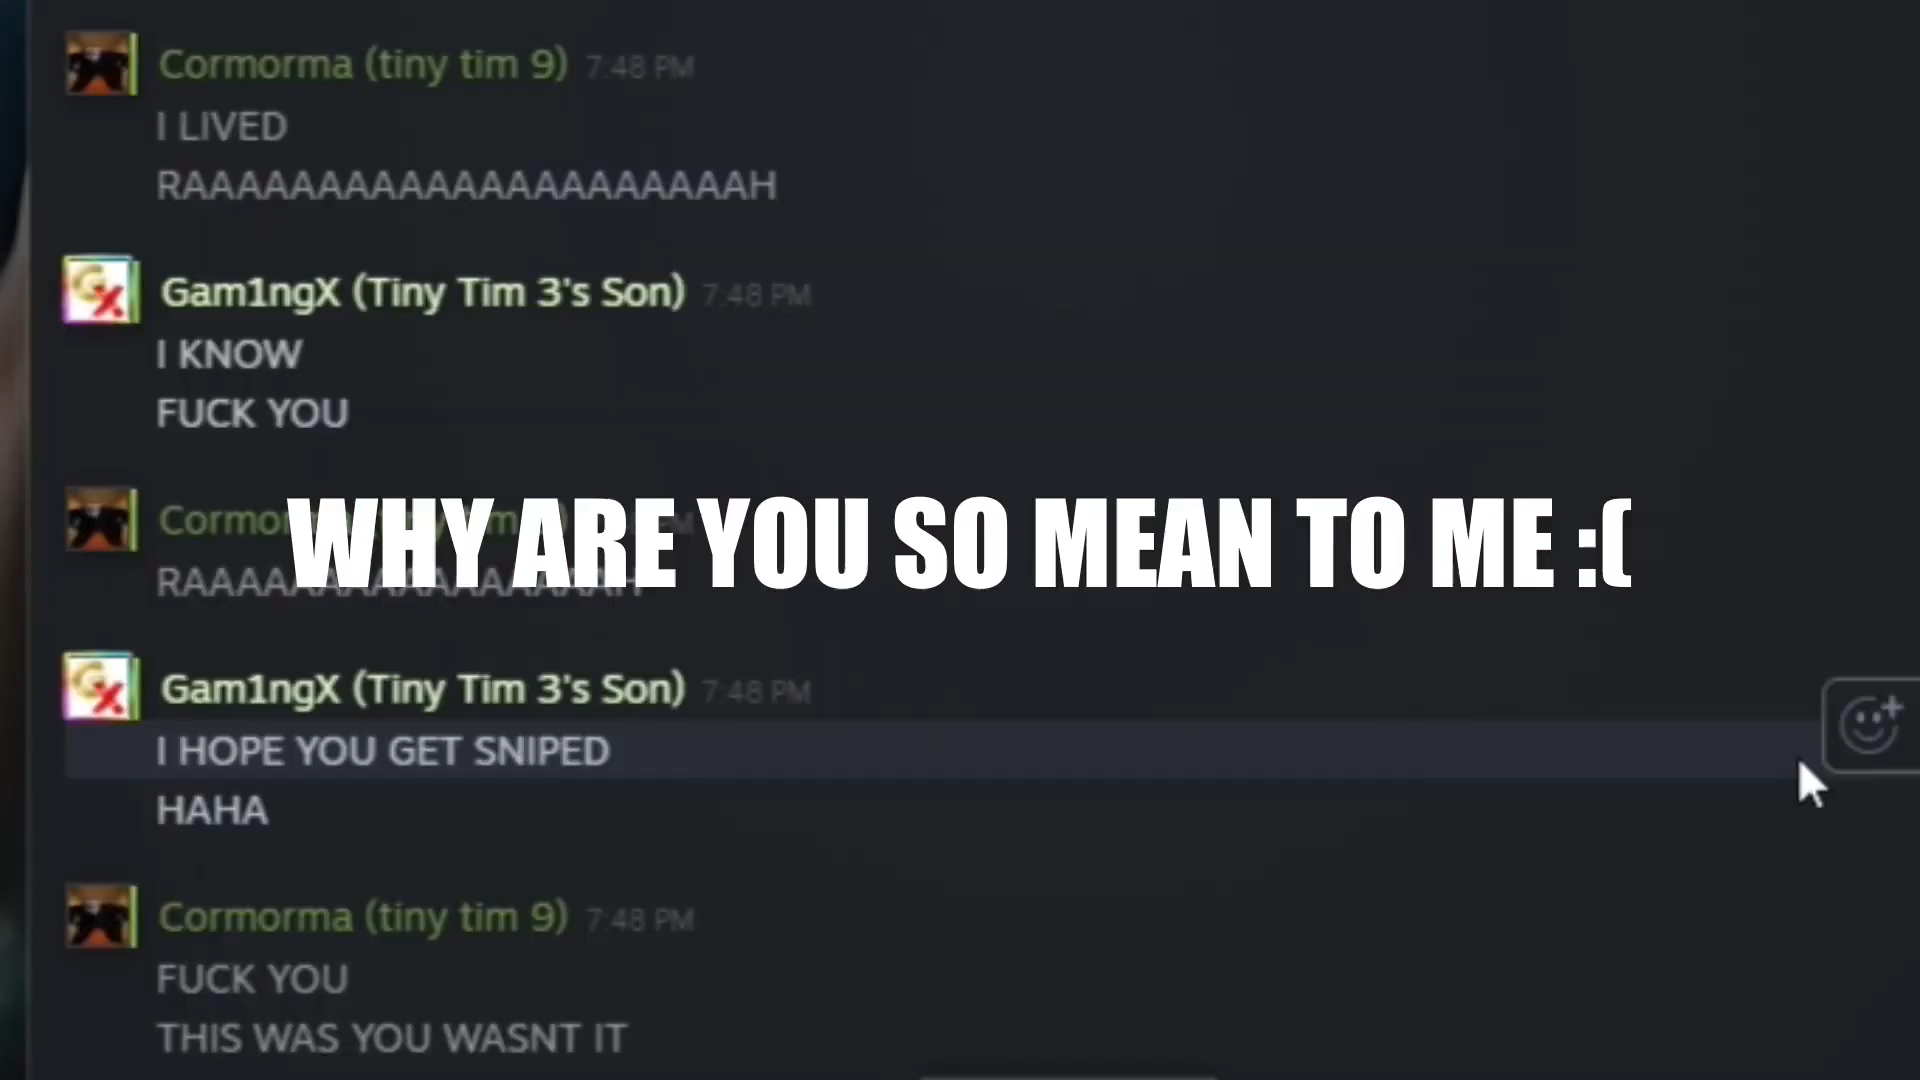 Cormorma (tiny tim 9) 7:48 PM
I LIVED
RAAAAAAAAAAAAAAAAAAAAAH
Gam1ngX (Tiny Tim 3's Son) 7:48 PM
I KNOW
FUCK YOU
WHY ARE YOU SO MEAN TO ME :(
Gam1ngX (Tiny Tim 3's Son) 7:48 PM
I HOPE YOU GET SNIPED
HAHA
Cormorma (tiny tim 9) 7:48 PM
FUCK YOU
THIS WAS YOU WASNT IT